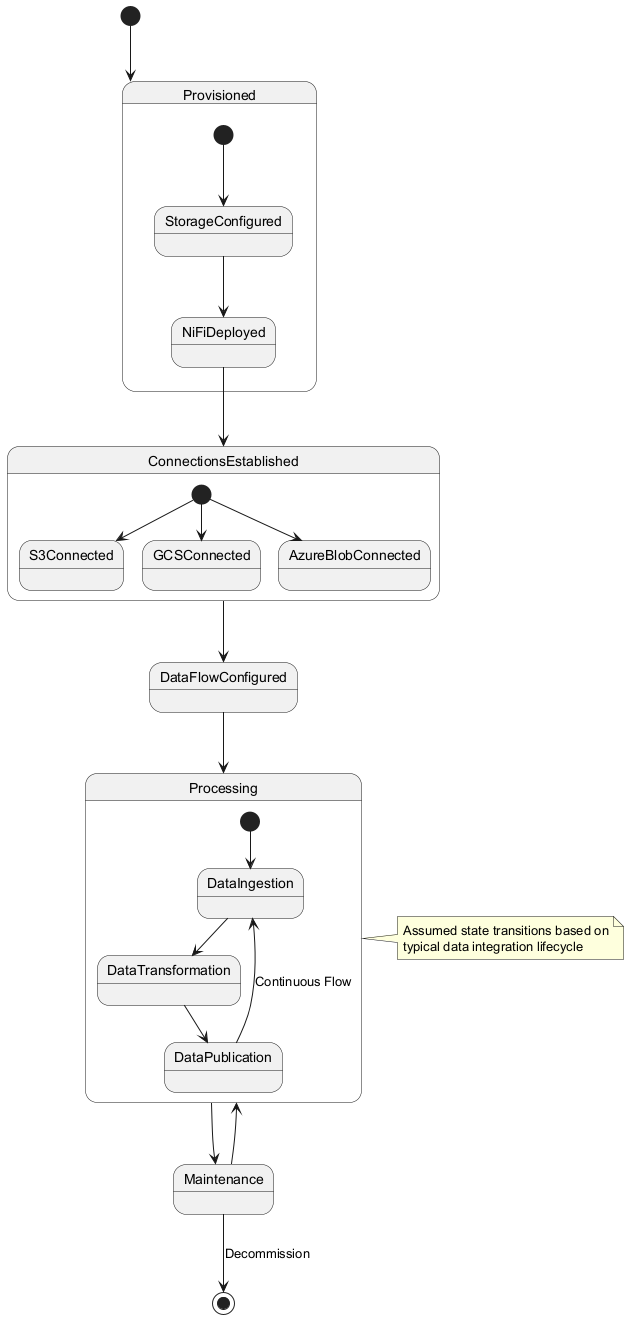 Provisioned
StorageConfigured
NiFiDeployed
ConnectionsEstablished
S3Connected
GCSConnected
AzureBlobConnected
DataFlowConfigured
Processing
DataIngestion
Assumed state transitions based on
typical data integration lifecycle
DataTransformation
Continuous Flow
DataPublication
Maintenance
Decommission